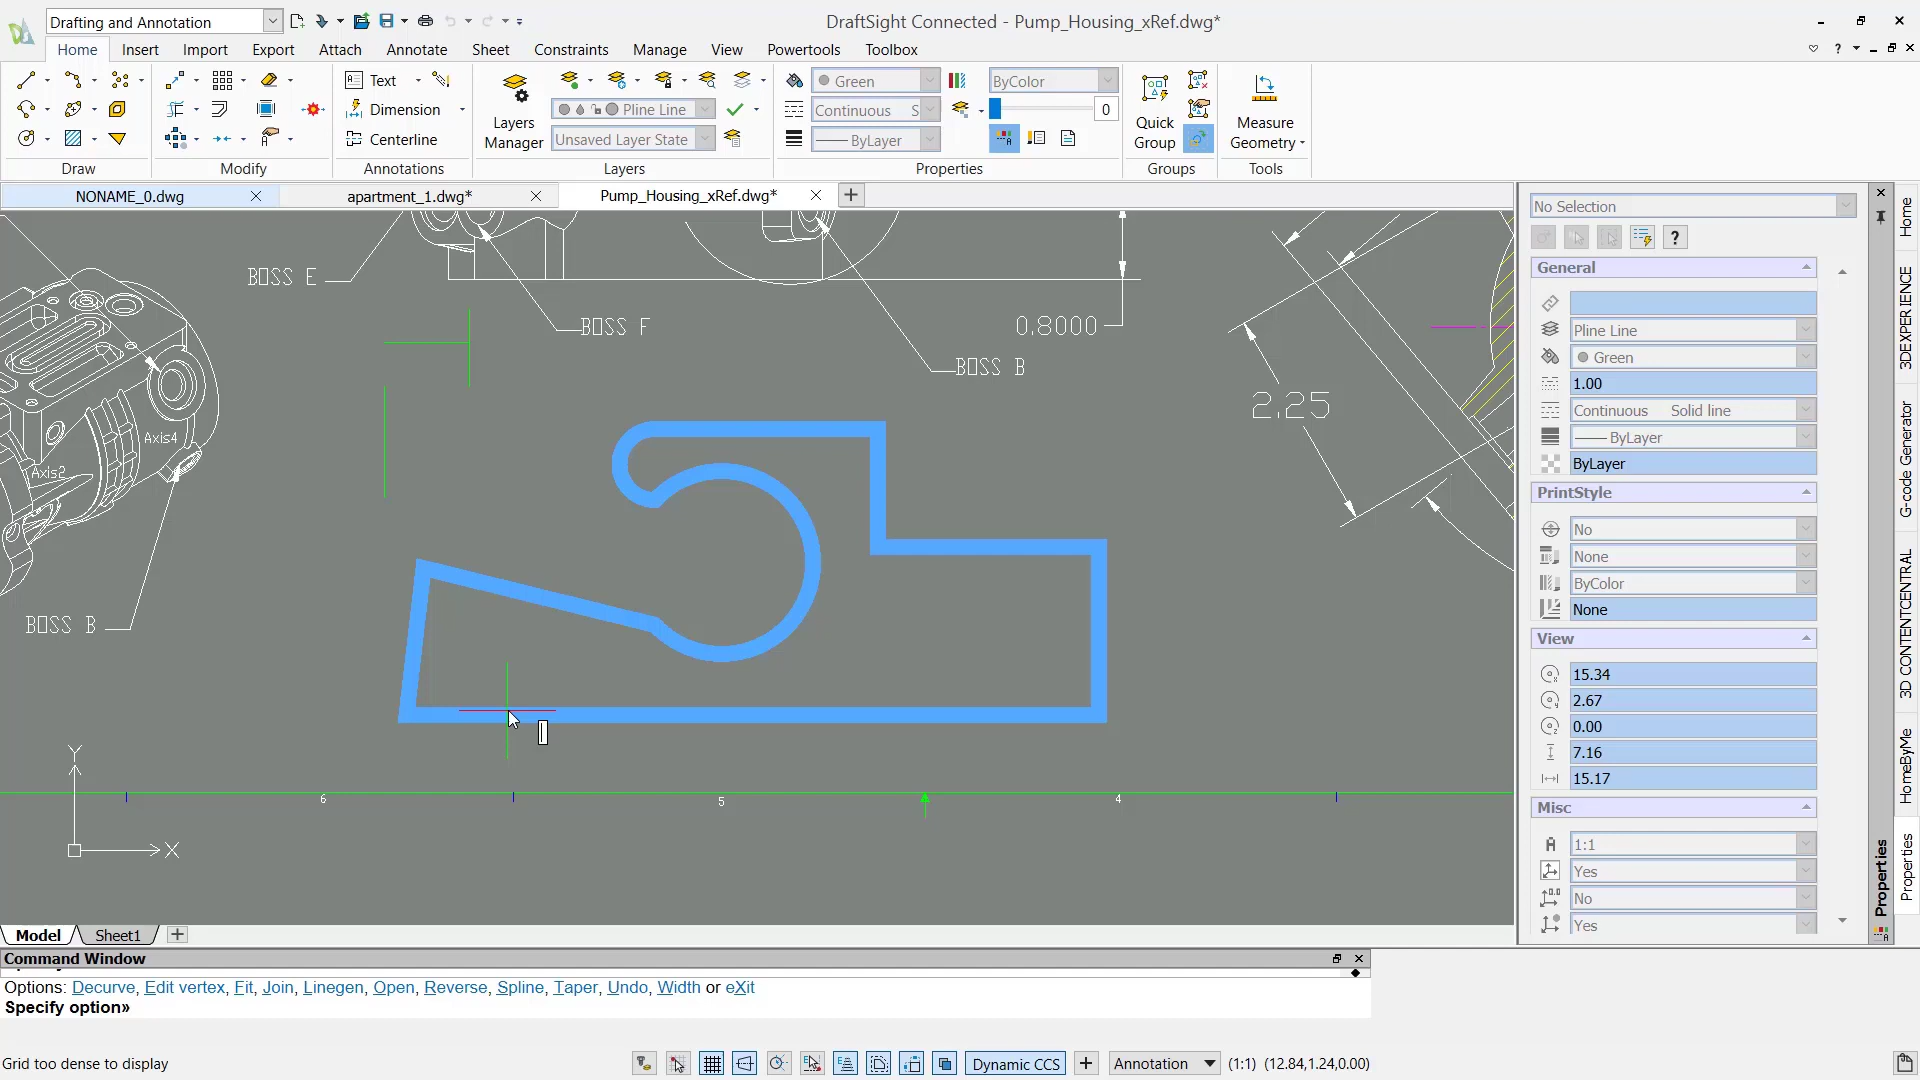 Drafting and Annotation
DraftSight Connected - Pump_Housing_xRef.dwg*
Home Insert Import Export Attach Annotate Sheet Constraints Manage View Powertools Toolbox
?
Text
Dimension
Centerline
Layers
Manager
Pline Line
Unsaved Layer State
Green
Continuous S
ByLayer
ByColor
0
Quick
Group
Measure
Geometry
Draw Modify Annotations Layers Properties Groups Tools
NONAME_0.dwg apartment_1.dwg* Pump_Housing_xRef.dwg*
BOSS E
BOSS F
0.8000
BOSS B
2.25
Axis4
Axis2
BOSS B
6 5 4
Y
X
No Selection
?
General
Pline Line
Green
1.00
Continuous Solid line
ByLayer
ByLayer
PrintStyle
No
None
ByColor
None
View
15.34
2.67
0.00
7.16
15.17
Misc
1:1
Yes
No
Yes
Properties
Home
3DEXPERIENCE
G-code Generator
3D CONTENTCENTRAL
HomeByMe
Properties
Model Sheet1
Command Window
Options: Decurve, Edit vertex, Fit, Join, Linegen, Open, Reverse, Spline, Taper, Undo, Width or eXit
Specify option»
Grid too dense to display
Dynamic CCS
Annotation
(1:1) (12.84,1.24,0.00)